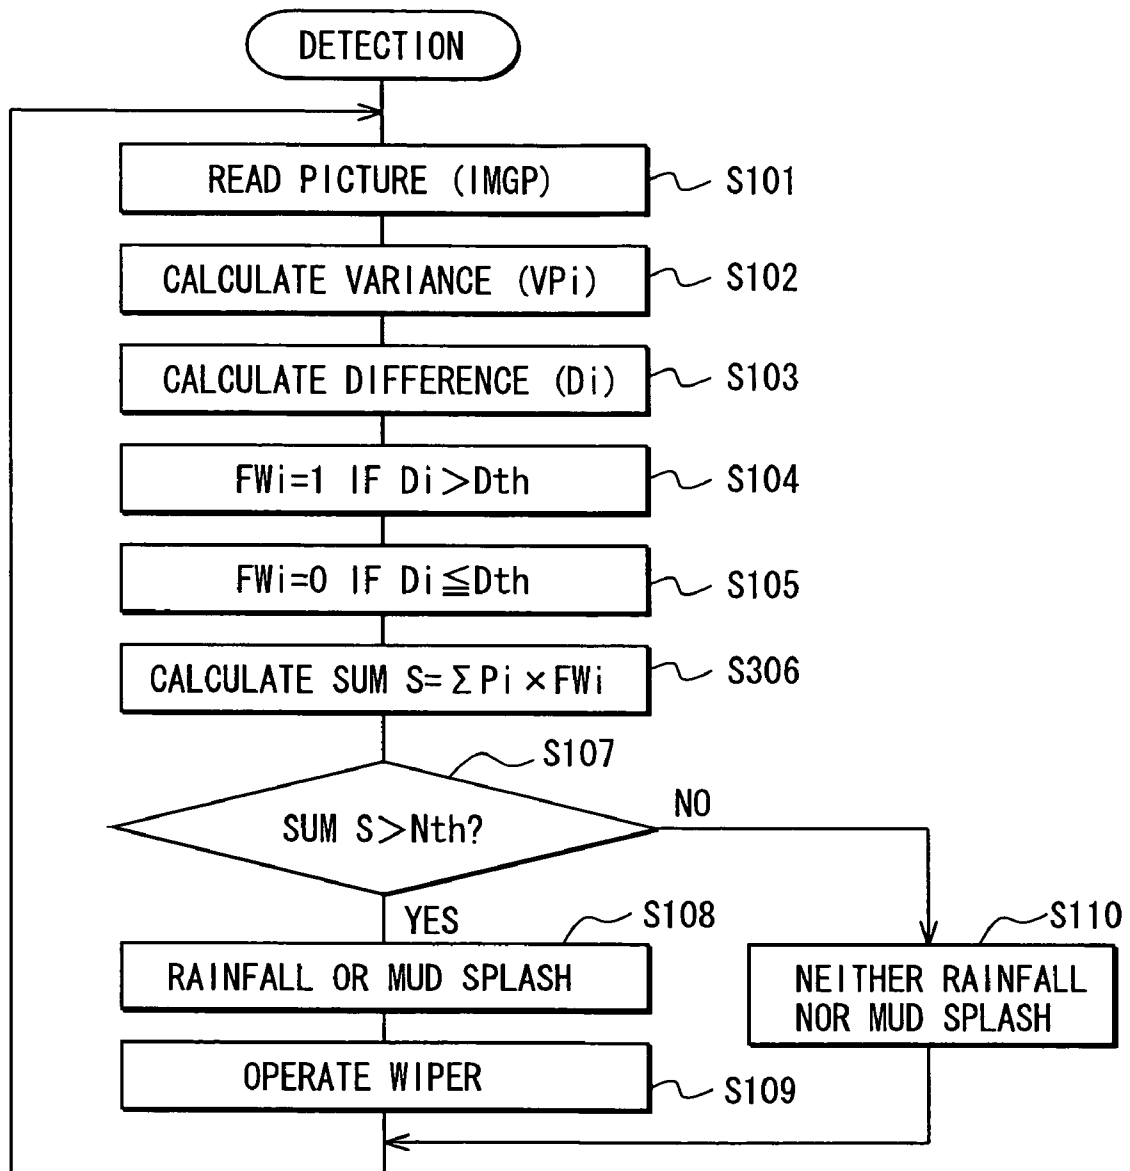 DETECTION
READ PICTURE (IMGP)
S101
CALCULATE VARIANCE (VPi)
S102
CALCULATE DIFFERENCE (Di)
S103
FWi=1 IF Di>Dth
S104
FWi=0 IF Di≦Dth
S105
CALCULATE SUM S=ΣPi×FWi
S306
S107
SUM S>Nth?
NO
YES
S108
RAINFALL OR MUD SPLASH
S110
NEITHER RAINFALL
NOR MUD SPLASH
OPERATE WIPER
S109